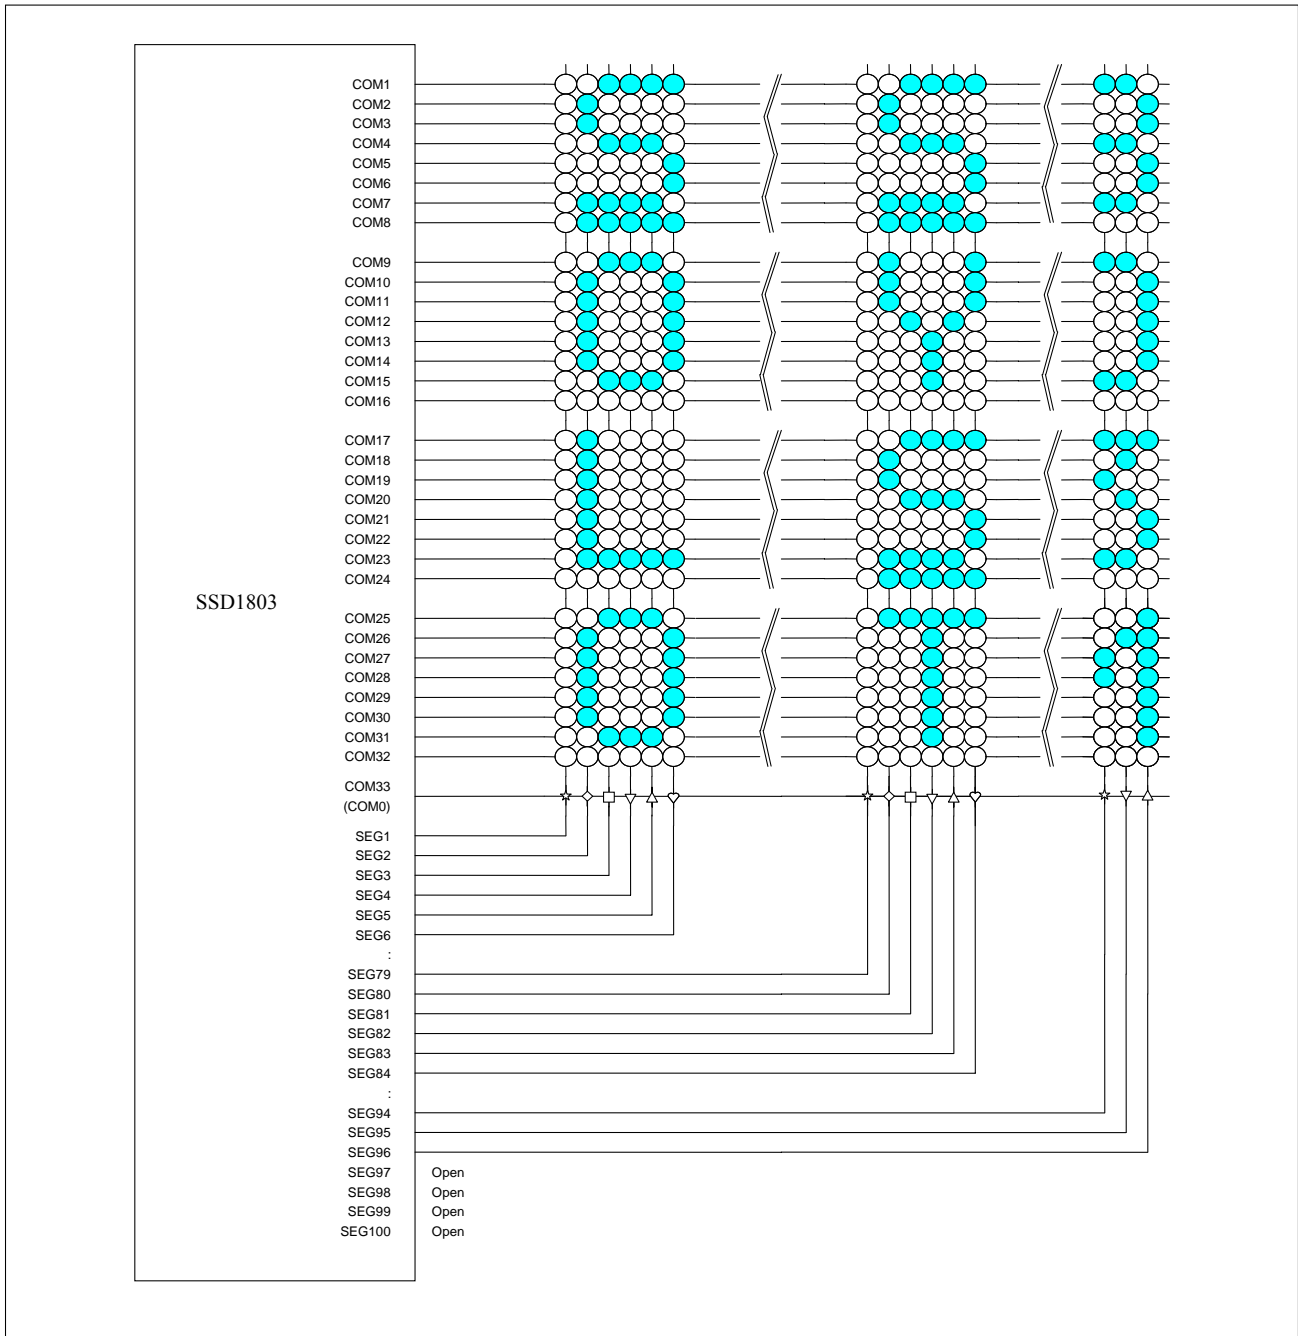 COM1
COM2
COM3
COM4
COM5
COM6
COM7
COM8
COM9
COM10
COM11
COM12
COM13
COM14
COM15
COM16
COM17
COM18
COM19
COM20
COM21
COM22
COM23
COM24
SSD1803
COM25
COM26
COM27
COM28
COM29
COM30
COM31
COM32
COM33
(COM0)
SEG1
SEG2
SEG3
SEG4
SEG5
SEG6
:
SEG79
SEG80
SEG81
SEG82
SEG83
SEG84
:
SEG94
SEG95
SEG96
SEG97 Open
SEG98 Open
SEG99 Open
SEG100 Open